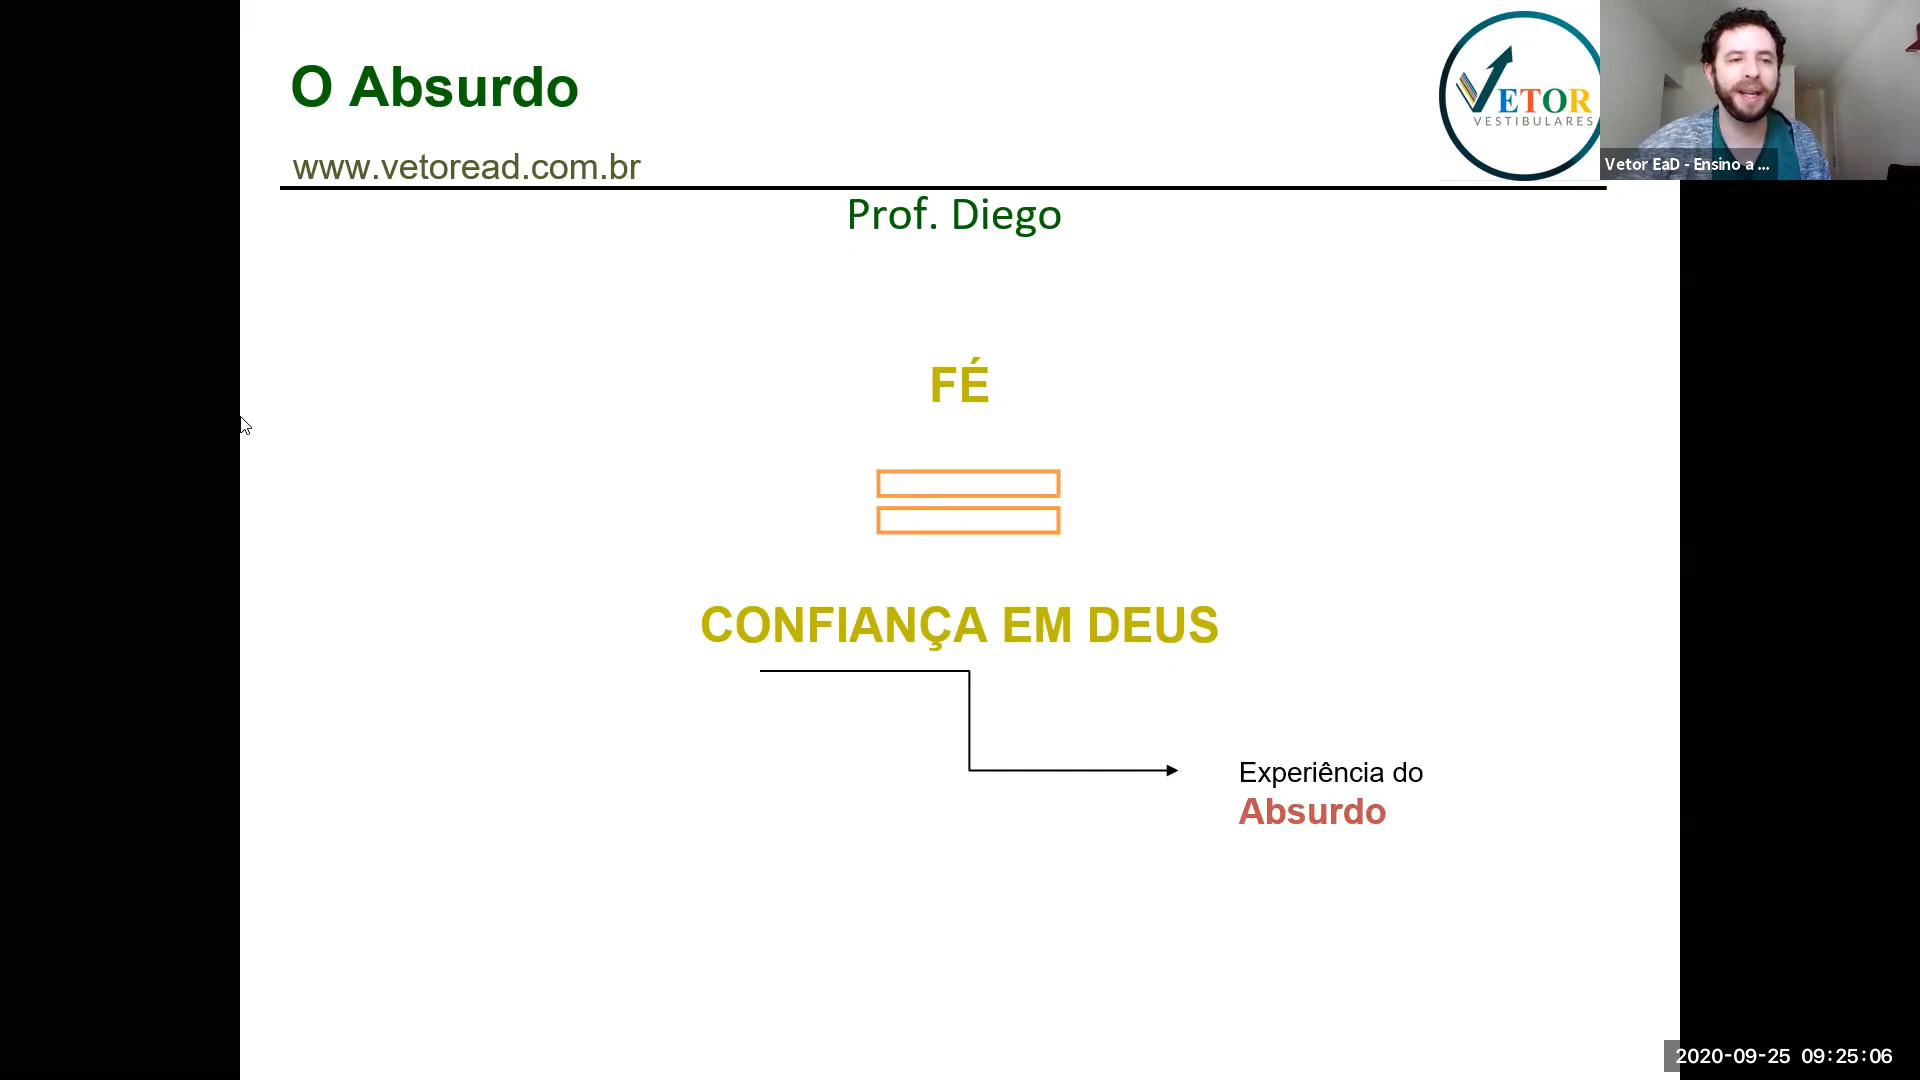 O Absurdo
www.vetoread.com.br
VETOR
VESTIBULARES
Vetor EaD - Ensino a ...
Prof. Diego
FÉ
CONFIANÇA EM DEUS
Experiência do
Absurdo
2020-09-25 09:25:06